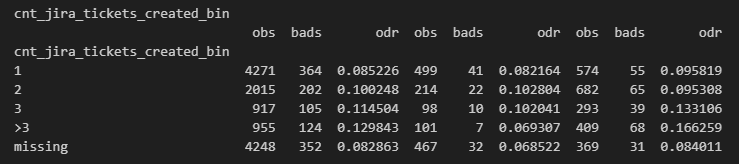 cnt_jira_tickets_created_bin
obs bads odr obs bads odr obs bads odr
cnt_jira_tickets_created_bin
1 4271 364 0.085226 499 41 0.082164 574 55 0.095819
2 2015 202 0.100248 214 22 0.102804 682 65 0.095308
3 917 105 0.114504 98 10 0.102041 293 39 0.133106
>3 955 124 0.129843 101 7 0.069307 409 68 0.166259
missing 4248 352 0.082863 467 32 0.068522 369 31 0.084011